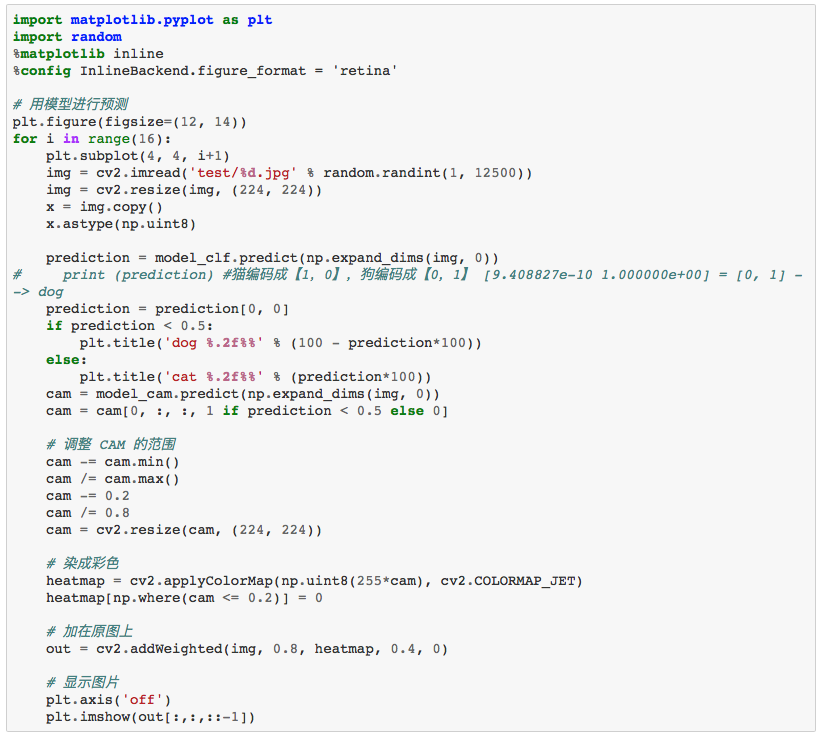 import matplotlib.pyplot as plt
import random
%matplotlib inline
%config InlineBackend.figure_format = 'retina'

# 用模型进行预测
plt.figure(figsize=(12, 14))
for i in range(16):
    plt.subplot(4, 4, i+1)
    img = cv2.imread('test/%d.jpg' % random.randint(1, 12500))
    img = cv2.resize(img, (224, 224))
    x = img.copy()
    x.astype(np.uint8)

    prediction = model_clf.predict(np.expand_dims(img, 0))
#     print (prediction) #猫编码成【1, 0】, 狗编码成【0, 1】 [9.408827e-10 1.000000e+00] = [0, 1] -
-> dog
    prediction = prediction[0, 0]
    if prediction < 0.5:
        plt.title('dog %.2f%%' % (100 - prediction*100))
    else:
        plt.title('cat %.2f%%' % (prediction*100))
    cam = model_cam.predict(np.expand_dims(img, 0))
    cam = cam[0, :, :, 1 if prediction < 0.5 else 0]

    # 调整 CAM 的范围
    cam -= cam.min()
    cam /= cam.max()
    cam -= 0.2
    cam /= 0.8
    cam = cv2.resize(cam, (224, 224))

    # 染成彩色
    heatmap = cv2.applyColorMap(np.uint8(255*cam), cv2.COLORMAP_JET)
    heatmap[np.where(cam <= 0.2)] = 0

    # 加在原图上
    out = cv2.addWeighted(img, 0.8, heatmap, 0.4, 0)

    # 显示图片
    plt.axis('off')
    plt.imshow(out[:,:,::-1])